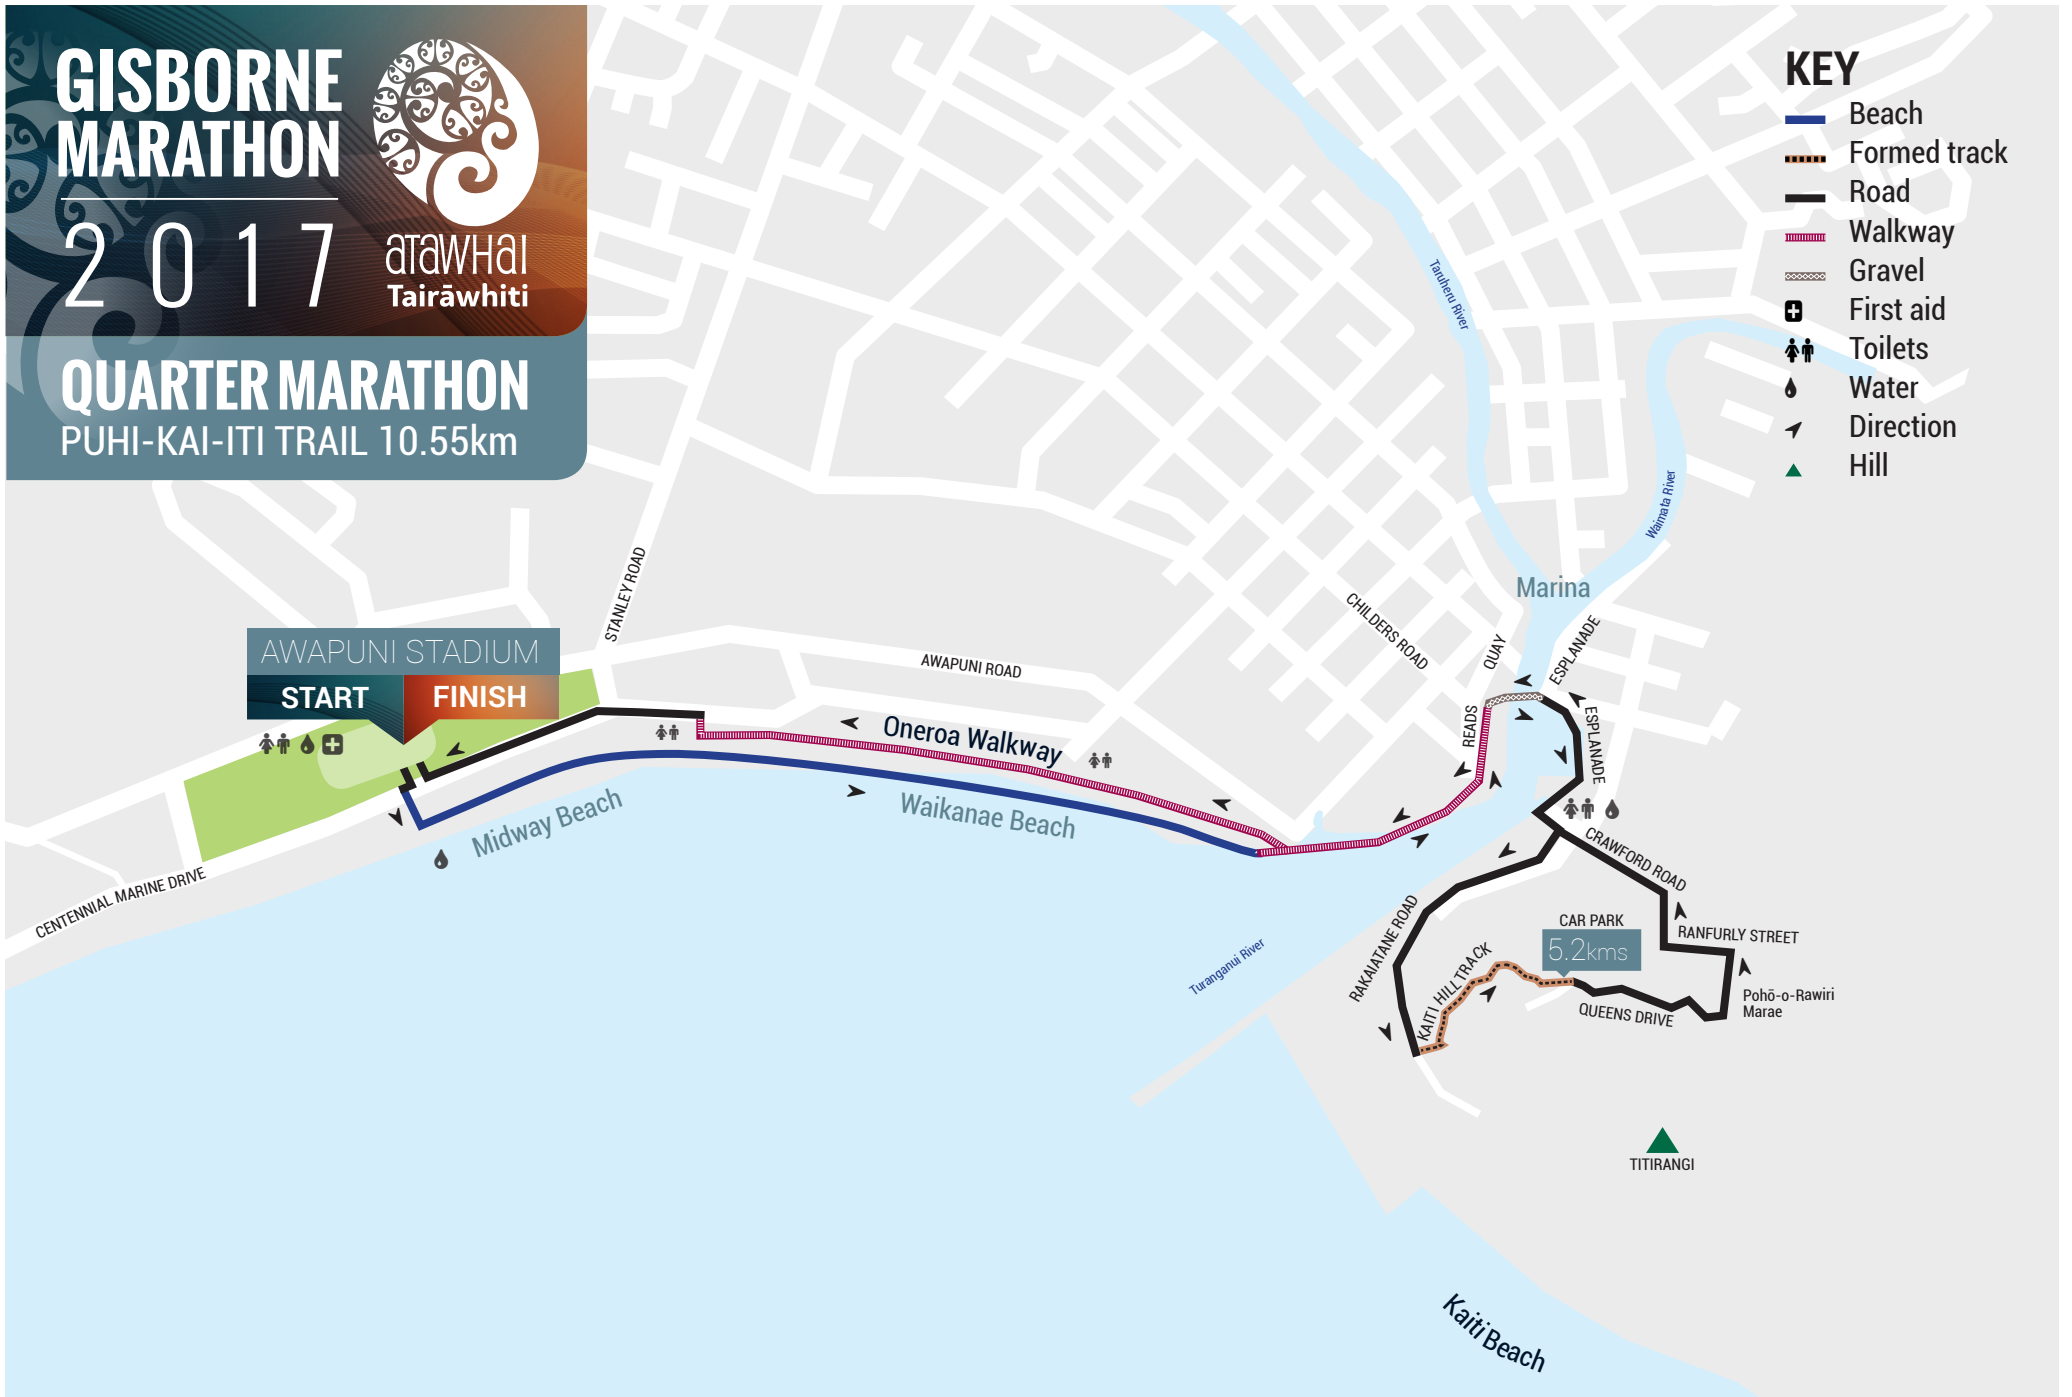 GISBORNE
MARATHON
2017
ATAWHAI
Tairāwhiti
QUARTER MARATHON
PUHI-KAI-ITI TRAIL 10.55km
KEY
Beach
Formed track
Road
Walkway
Gravel
First aid
Toilets
Water
Direction
Hill
Taruheru River
Waimata River
Marina
STANLEY ROAD
AWAPUNI STADIUM
START
FINISH
AWAPUNI ROAD
CHILDERS ROAD
READS
QUAY
ESPLANADE
ESPLANADE
Oneroa Walkway
Waikanae Beach
Midway Beach
CENTENNIAL MARINE DRIVE
CRAWFORD ROAD
CAR PARK
5.2kms
RANFURLY STREET
RAKAIATANE ROAD
KAITI HILL TRACK
QUEENS DRIVE
Pohō-o-Rawiri
Marae
Turanganui River
TITIRANGI
Kaiti Beach